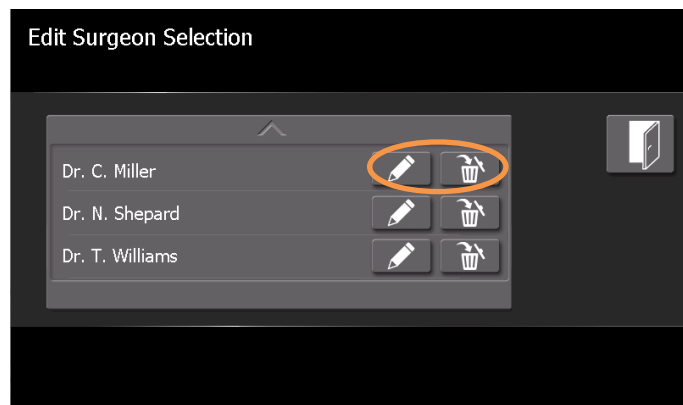 Edit Surgeon Selection
Dr. C. Miller
Dr. N. Shepard
Dr. T. Williams